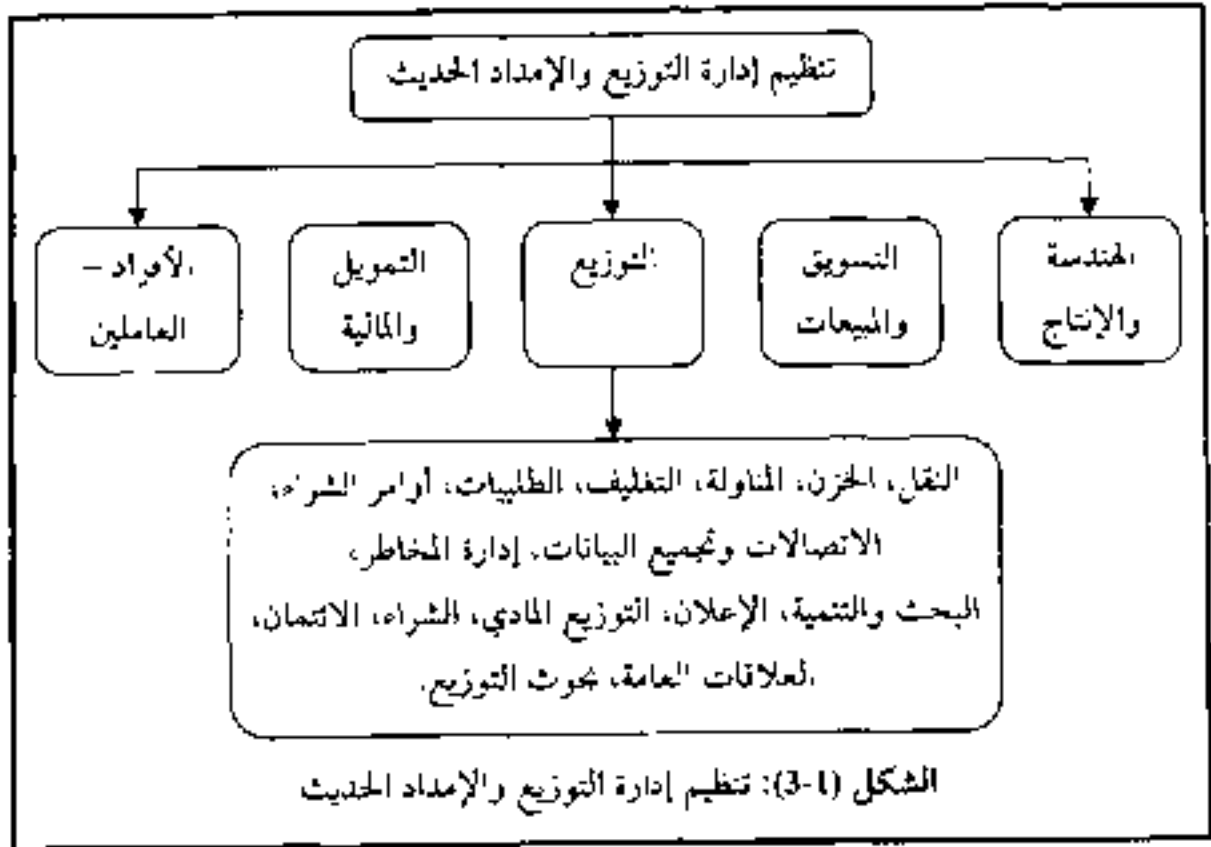 تنظيم إدارة التوزيع والإمداد الحديث
الهندسة
والإنتاج
التسويق
والمبيعات
التوزيع
التمويل
والمالية
الأفراد –
العاملين
النقل، الخزن، المناولة، التغليف، الطلبيات، أوامر الشراء،
الاتصالات وتجميع البيانات، إدارة المخاطر،
البحث والتنمية، الإعلان، التوزيع المادي، الشراء، الائتمان،
العلاقات العامة، بحوث التوزيع.
الشكل (1-3): تنظيم إدارة التوزيع والإمداد الحديث